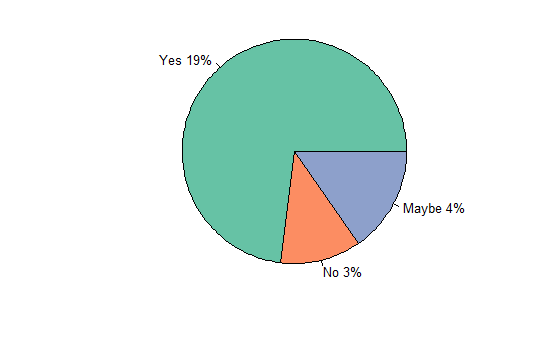 Yes 19%
Maybe 4%
No 3%